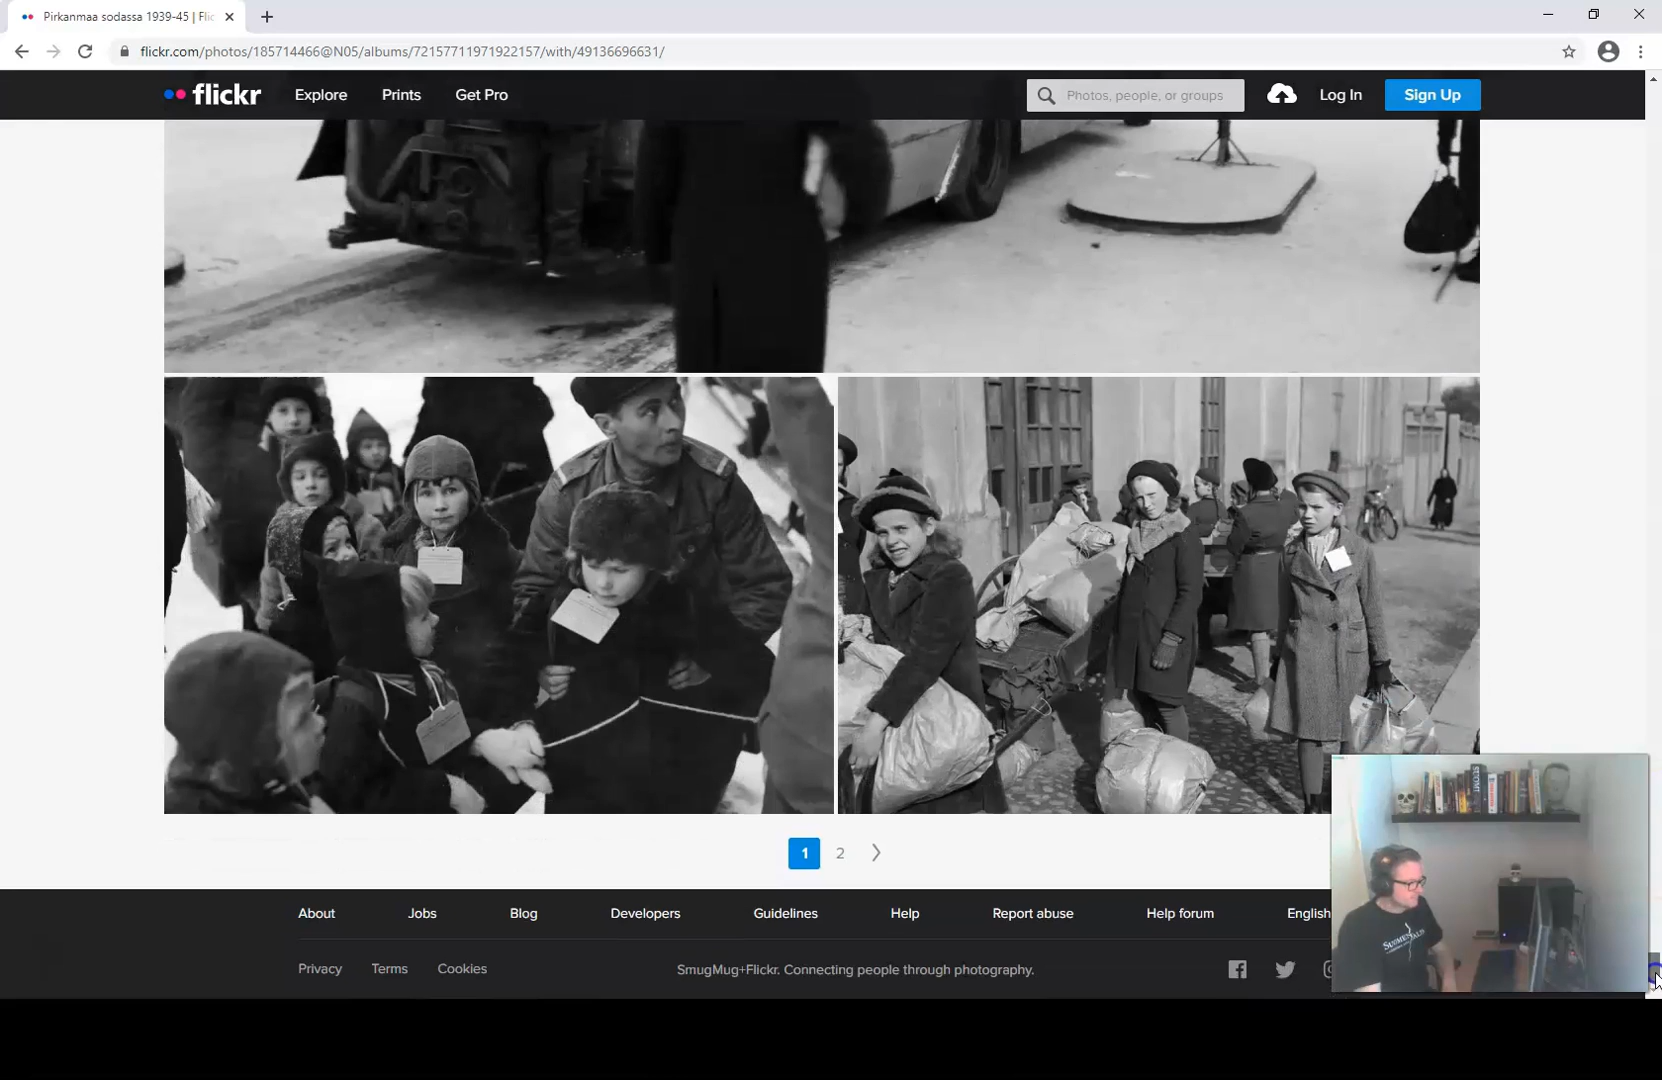 Pirkanmaa sodassa 1939-45 | Flic
flickr.com/photos/185714466@N05/albums/72157711971922157/with/49136696631/
flickr
Explore
Prints
Get Pro
Photos, people, or groups
Log In
Sign Up
1
2
About
Jobs
Blog
Developers
Guidelines
Help
Report abuse
Help forum
English
Privacy
Terms
Cookies
SmugMug+Flickr. Connecting people through photography.
SUOMI